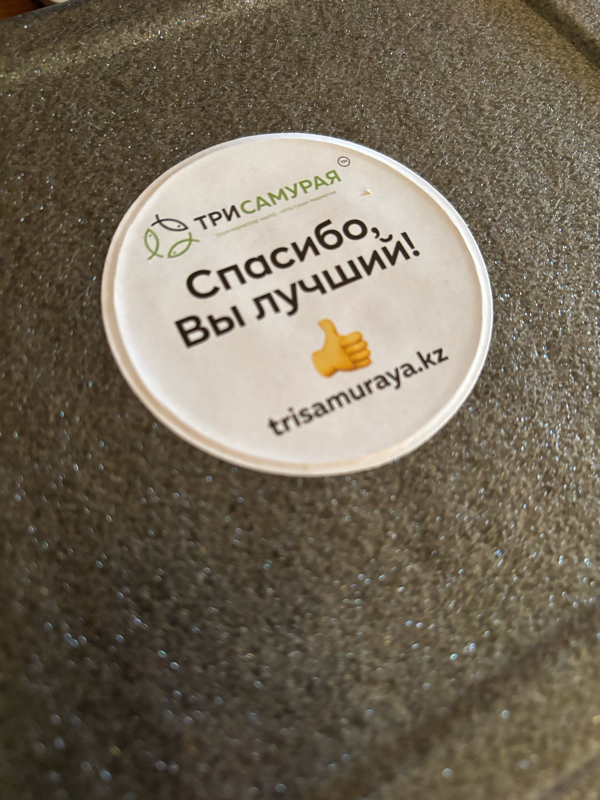 ТРИСАМУРАЯ
Спасибо,
Вы лучший!
trisamuraya.kz